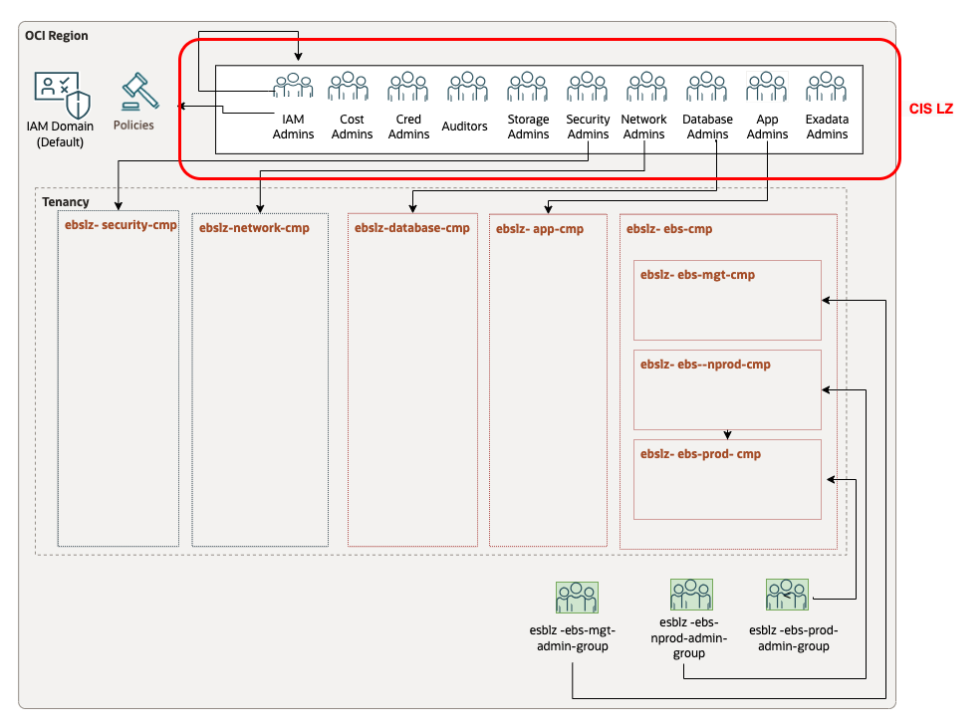 OCI Region
CIS LZ
IAM Domain
(Default)
Policies
IAM
Admins
Cost
Admins
Cred
Admins
Auditors
Storage
Admins
Security
Admins
Network
Admins
Database
Admins
App
Admins
Exadata
Admins
Tenancy
ebslz- security-cmp
ebslz-network-cmp
ebslz-database-cmp
ebslz- app-cmp
ebslz- ebs-cmp
ebslz- ebs-mgt-cmp
ebslz- ebs--nprod-cmp
ebslz- ebs-prod- cmp
esblz -ebs-mgt-
admin-group
esblz -ebs-
nprod-admin-
group
esblz -ebs-prod-
admin-group